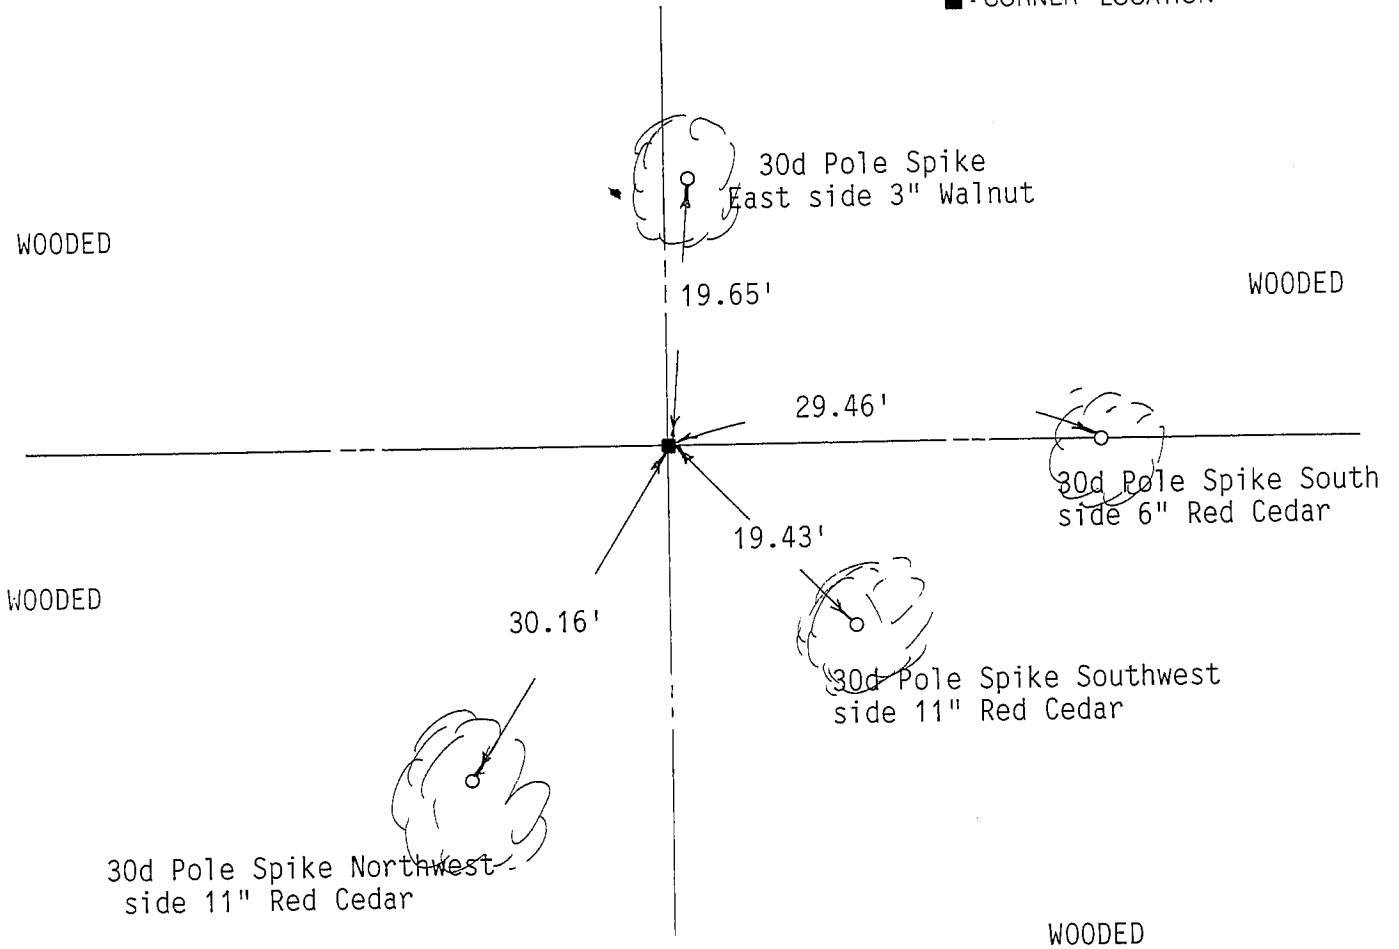 - CORNER LOCATION
30d Pole Spike
East side 3" Walnut
WOODED
WOODED
19.65'
29.46'
30d Pole Spike South
side 6" Red Cedar
19.43'
WOODED
30.16'
30d Pole Spike Southwest
side 11" Red Cedar
30d Pole Spike Northwest
side 11" Red Cedar
WOODED